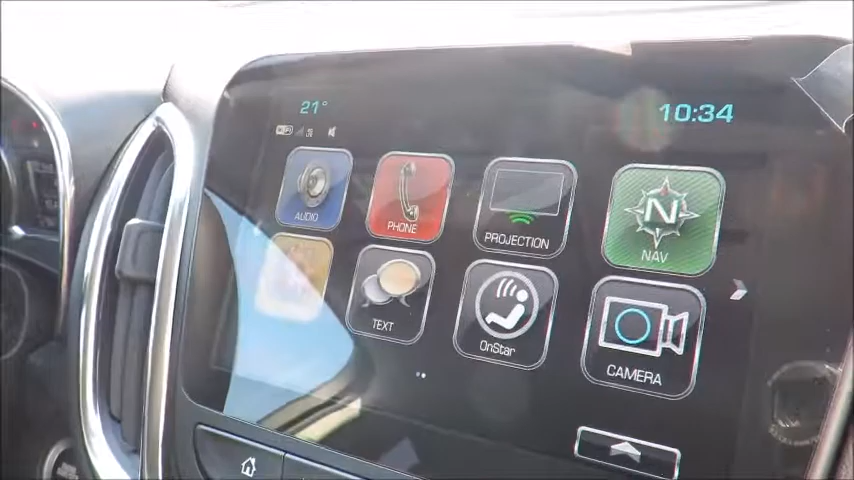 21°
10:34
AUDIO
PHONE
PROJECTION
N
NAV
TEXT
OnStar
CAMERA